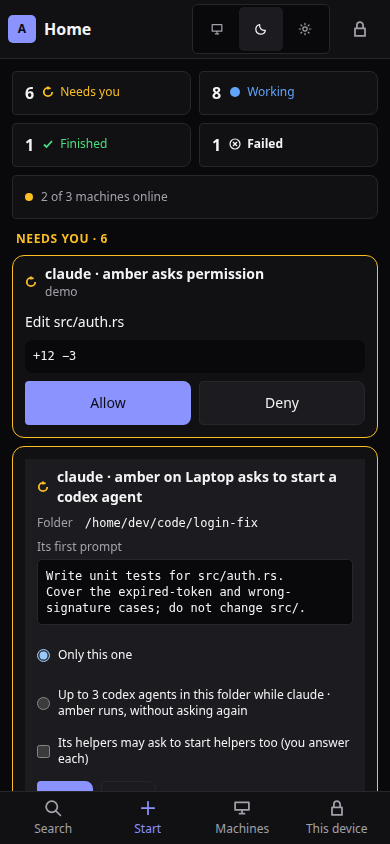 A Home
6 Needs you
8 Working
1 Finished
1 Failed
2 of 3 machines online
NEEDS YOU · 6
claude · amber asks permission
demo
Edit src/auth.rs
+12 −3
Allow
Deny
claude · amber on Laptop asks to start a
codex agent
Folder /home/dev/code/login-fix
Its first prompt
Write unit tests for src/auth.rs.
Cover the expired-token and wrong-
signature cases; do not change src/.
Only this one
Up to 3 codex agents in this folder while claude ·
amber runs, without asking again
Its helpers may ask to start helpers too (you answer
each)
Search
Start
Machines
This device